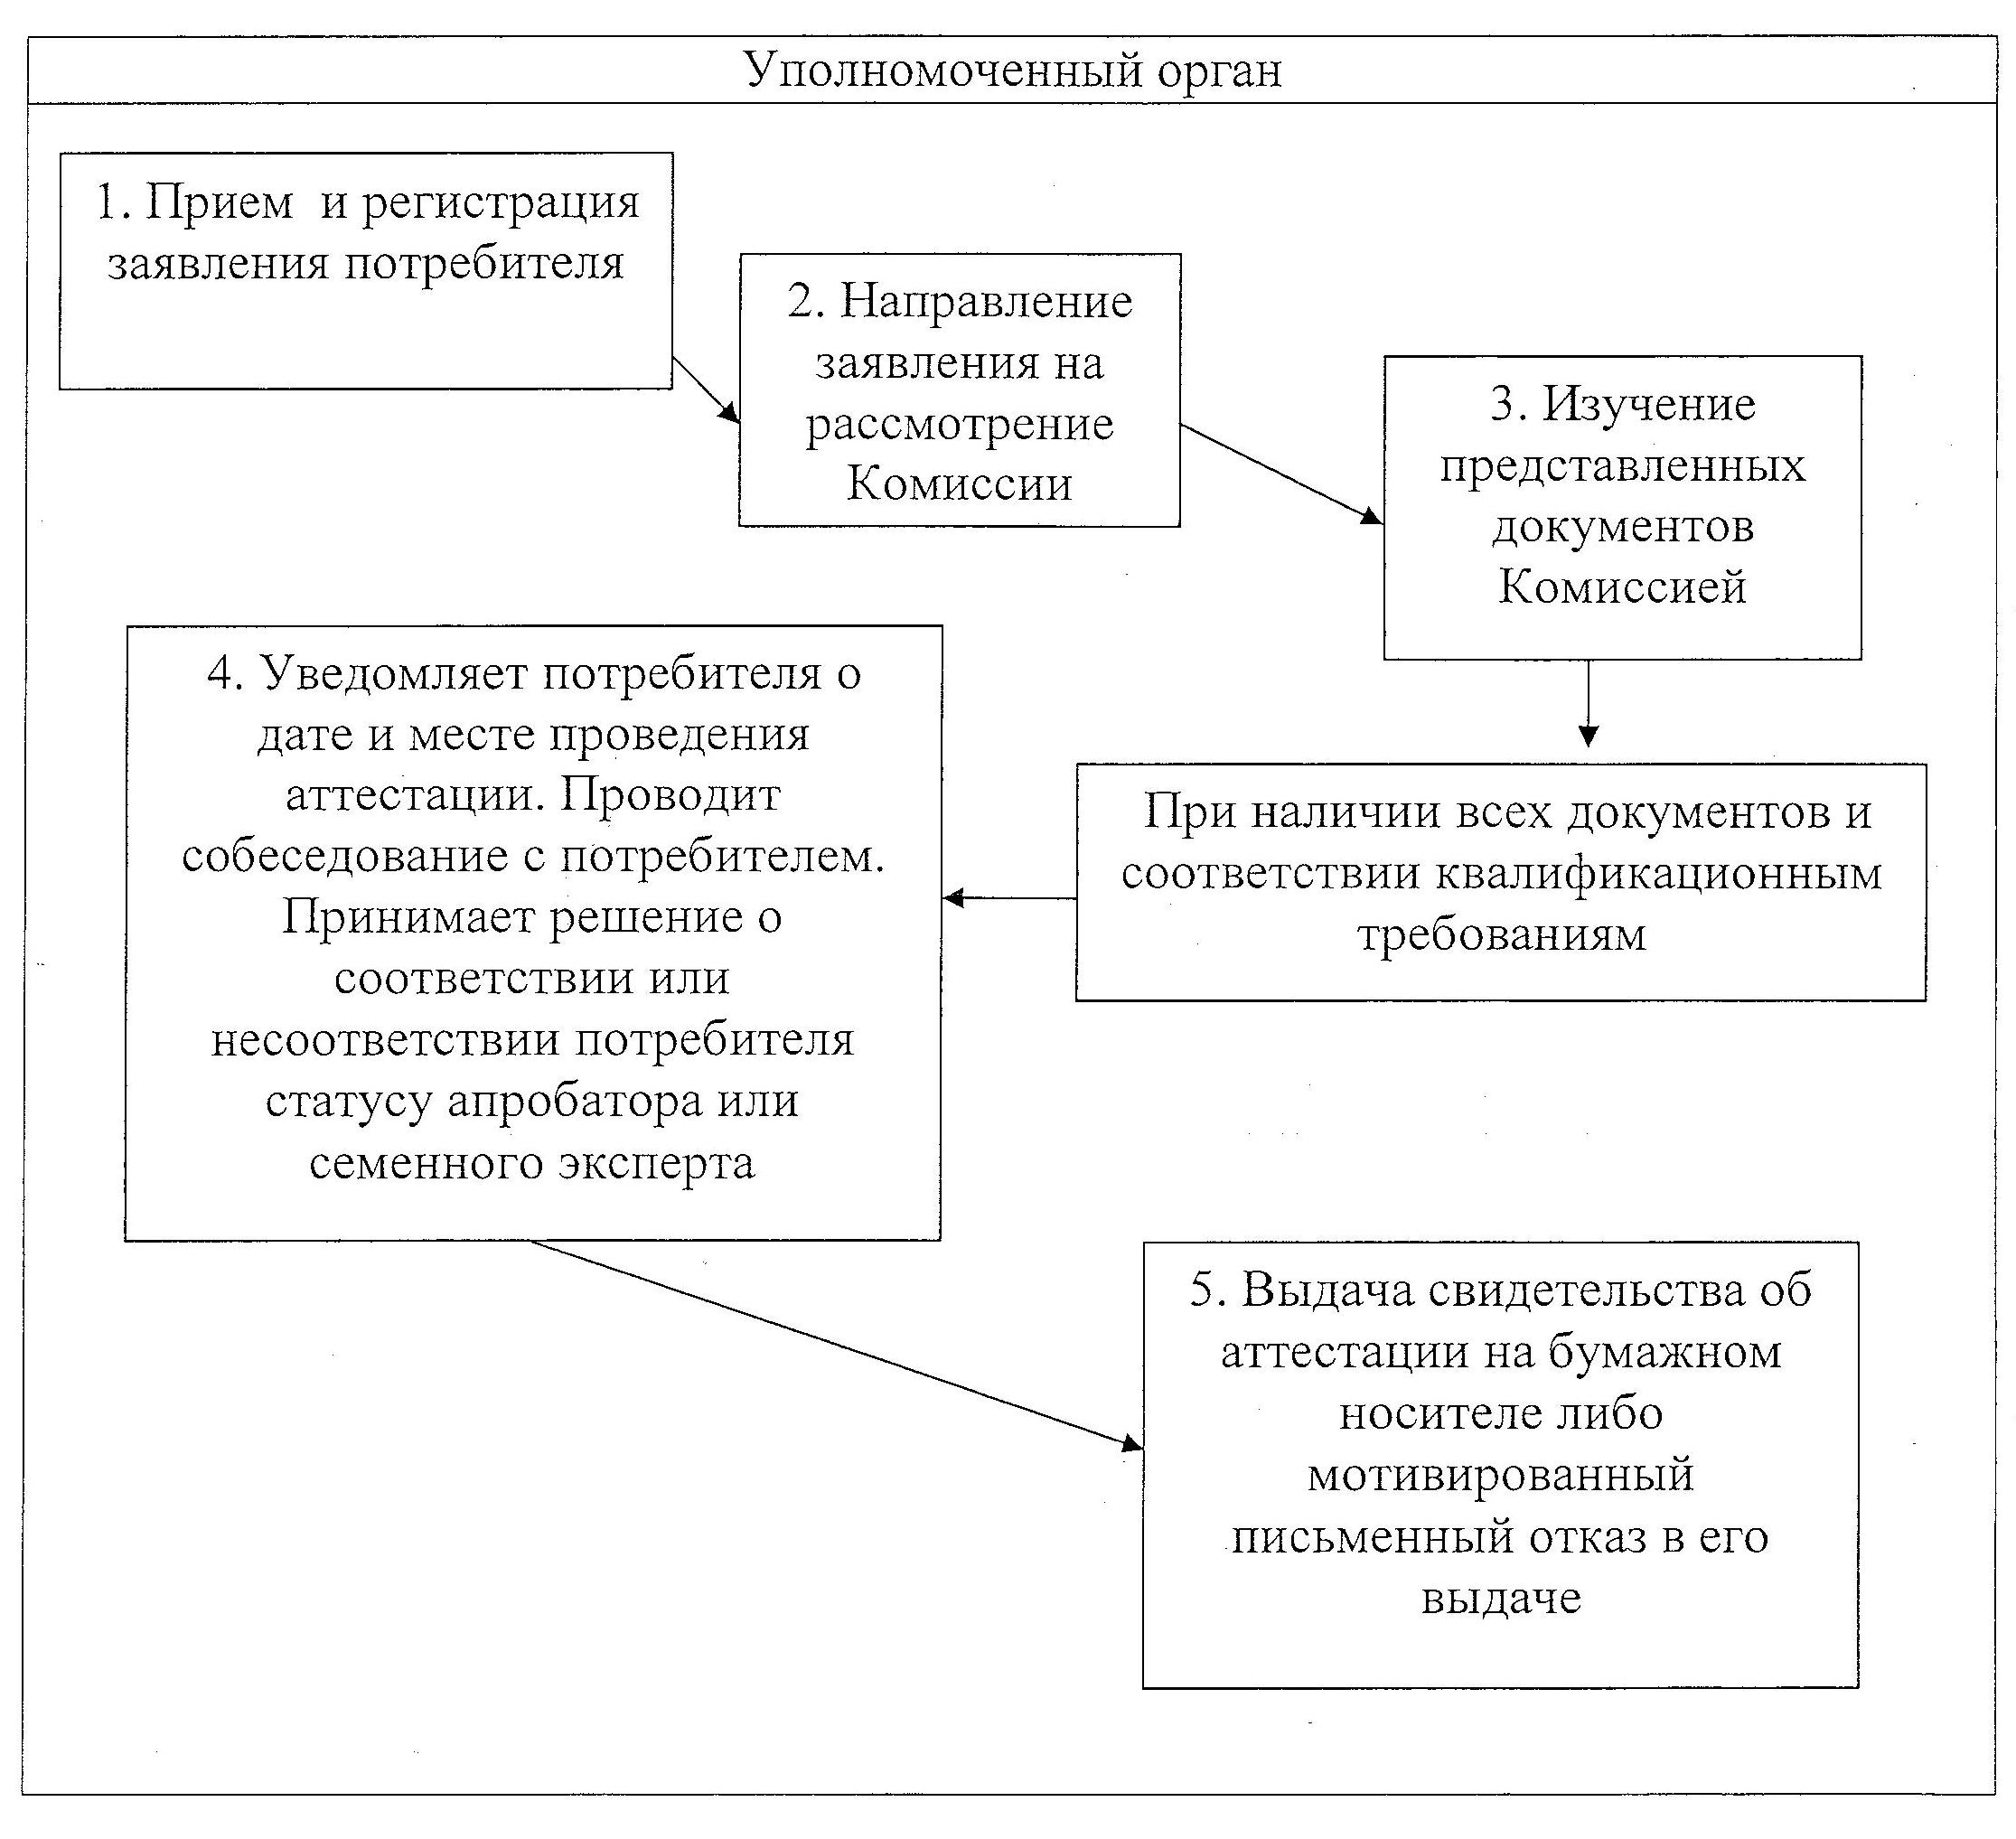 Уполномоченный орган
1. Прием и регистрация
заявления потребителя
2. Направление
заявления на
рассмотрение
Комиссии
3. Изучение
представленных
документов
Комиссией
При наличии всех документов и
соответствии квалификационным
требованиям
4. Уведомляет потребителя о
дате и месте проведения
аттестации. Проводит
собеседование с потребителем.
Принимает решение о
соответствии или
несоответствии потребителя
статусу апробатора или
семенного эксперта
5. Выдача свидетельства об
аттестации на бумажном
носителе либо
мотивированный
письменный отказ в его
выдаче